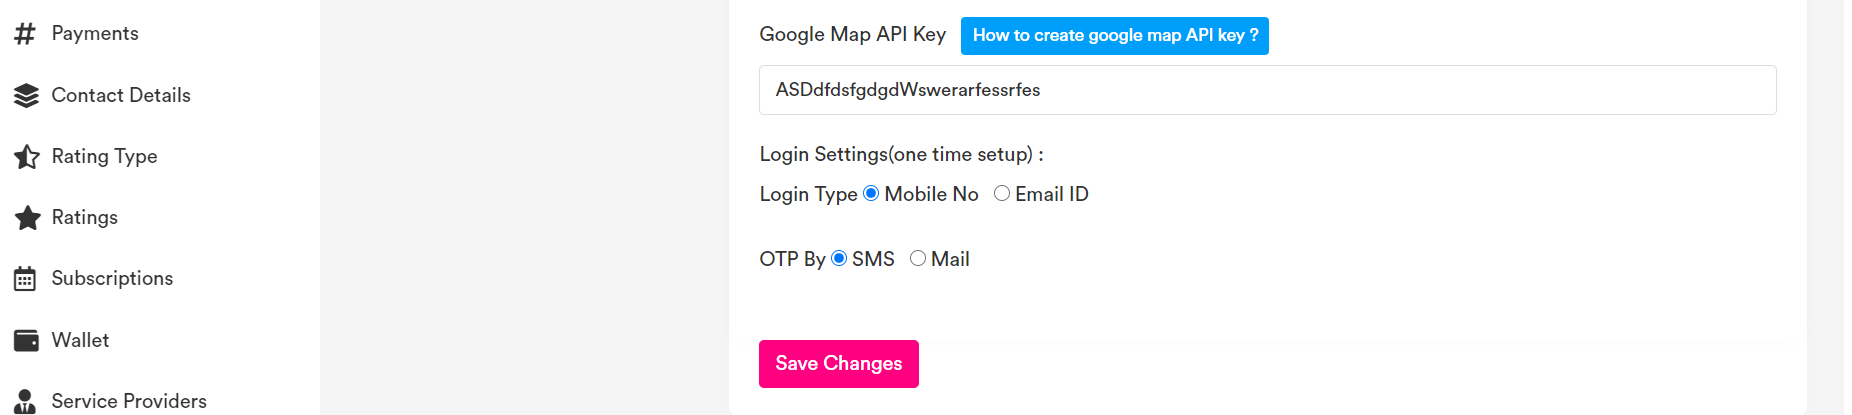 Payments
Contact Details
Rating Type
Ratings
Subscriptions
Wallet
Service Providers
Google Map API Key How to create google map API key ?
ASDdfdsfgdgdWswerarfessrfes
Login Settings(one time setup) :
Login Type Mobile No Email ID
OTP By SMS Mail
Save Changes